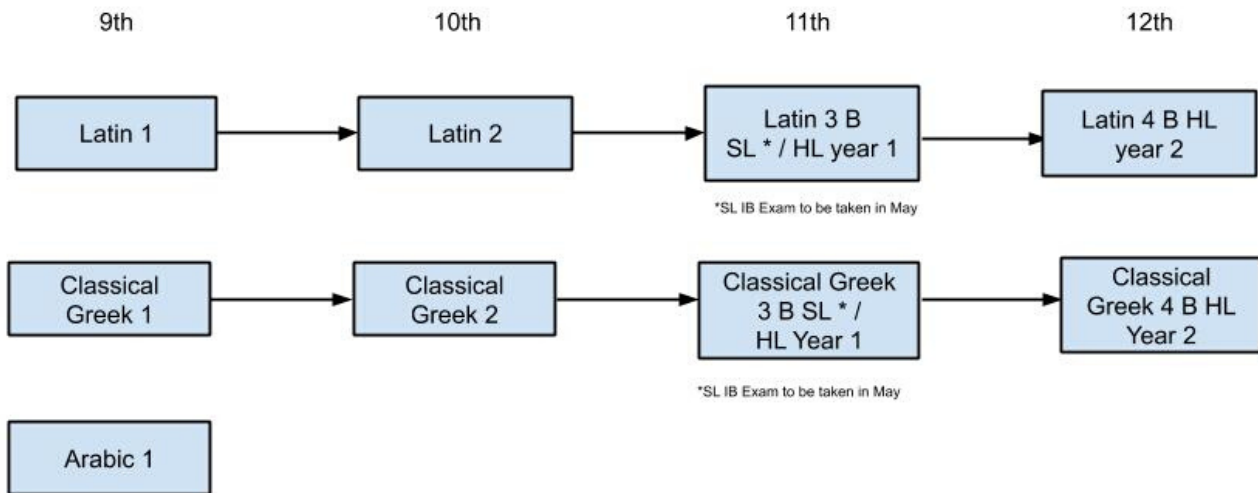 9th 10th 11th 12th
Latin 1
Latin 2
Latin 3 B
SL * / HL year 1
Latin 4 B HL
year 2
*SL IB Exam to be taken in May
Classical
Greek 1
Classical
Greek 2
Classical Greek
3 B SL * /
HL Year 1
Classical
Greek 4 B HL
Year 2
*SL IB Exam to be taken in May
Arabic 1